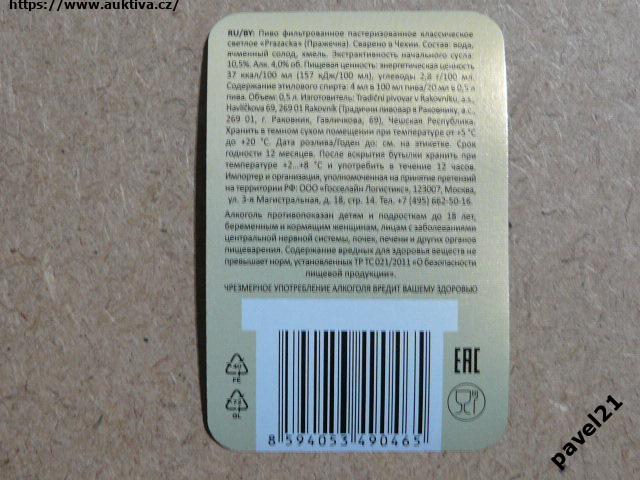 https://www.auktiva.cz/
RU/BY: Пиво фильтрованное пастеризованное классическое
светлое «Prazacka» (Пражечка). Сварено в Чехии. Состав: вода,
ячменный солод, хмель. Экстрактивность начального сусла:
10,5%. Алк. 4,0% об. Пищевая ценность: энергетическая ценность
37 ккал/100 мл (157 кДж/100 мл), углеводы 2,8 г/100 мл.
Содержание этилового спирта: 4 мл в 100 мл пива/20 мл в 0,5 л
пива. Объем: 0,5 л. Изготовитель: Tradiční pivovar v Rakovníku, a.s.,
Havlíčkova 69, 269 01 Rakovník (Традични пивовар в Раковнику, а.с.,
269 01, г. Раковник, Гавличкова, 69), Чешская Республика.
Хранить в темном сухом помещении при температуре от +5 °С
до +20 °С. Дата розлива/Годен до: см. на этикетке. Срок
годности 12 месяцев. После вскрытия бутылки хранить при
температуре +2...+8 °С и употребить в течение 12 часов.
Импортер и организация, уполномоченная на принятие претензий
на территории РФ: ООО «Госселайн Логистик», 123007, Москва,
ул. 3-я Магистральная, д. 18, стр. 14. Тел. +7 (495) 662-50-16.
Алкоголь противопоказан детям и подросткам до 18 лет,
беременным и кормящим женщинам, лицам с заболеваниями
центральной нервной системы, почек, печени и других органов
пищеварения. Содержание вредных для здоровья веществ не
превышает норм, установленных ТР ТС 021/2011 «О безопасности
пищевой продукции».
ЧРЕЗМЕРНОЕ УПОТРЕБЛЕНИЕ АЛКОГОЛЯ ВРЕДИТ ВАШЕМУ ЗДОРОВЬЮ
EAC
40
FE
GL
8 594053 490465
pavel21